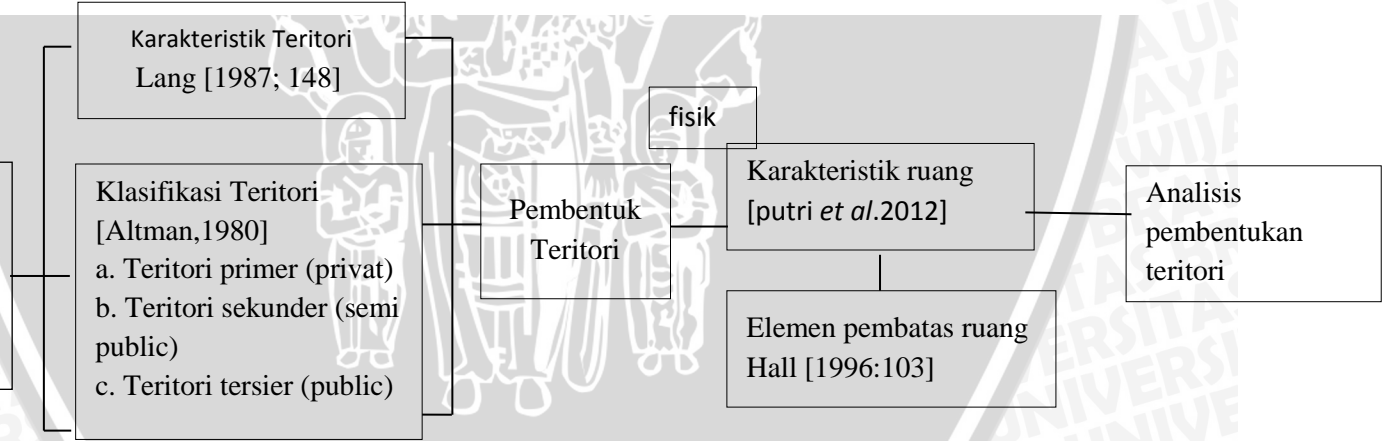 Karakteristik Teritori
Lang [1987; 148]
Klasifikasi Teritori
[Altman,1980]
a. Teritori primer (privat)
b. Teritori sekunder (semi
public)
c. Teritori tersier (public)
Pembentuk
Teritori
fisik
Karakteristik ruang
[putri et al.2012]
Elemen pembatas ruang
Hall [1996:103]
Analisis
pembentukan
teritori